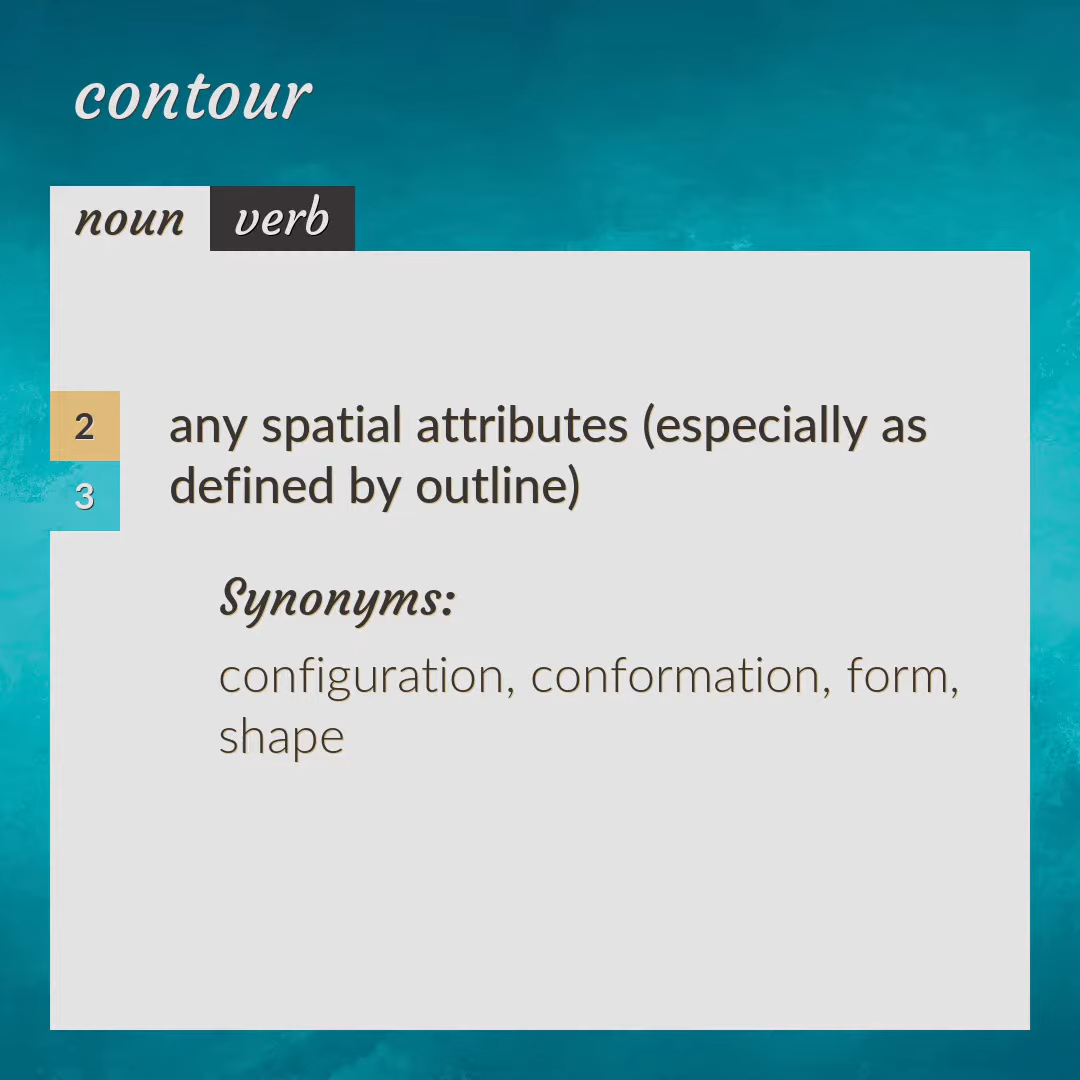 contour
noun verb
2 any spatial attributes (especially as
3 defined by outline)
Synonyms:
configuration, conformation, form,
shape